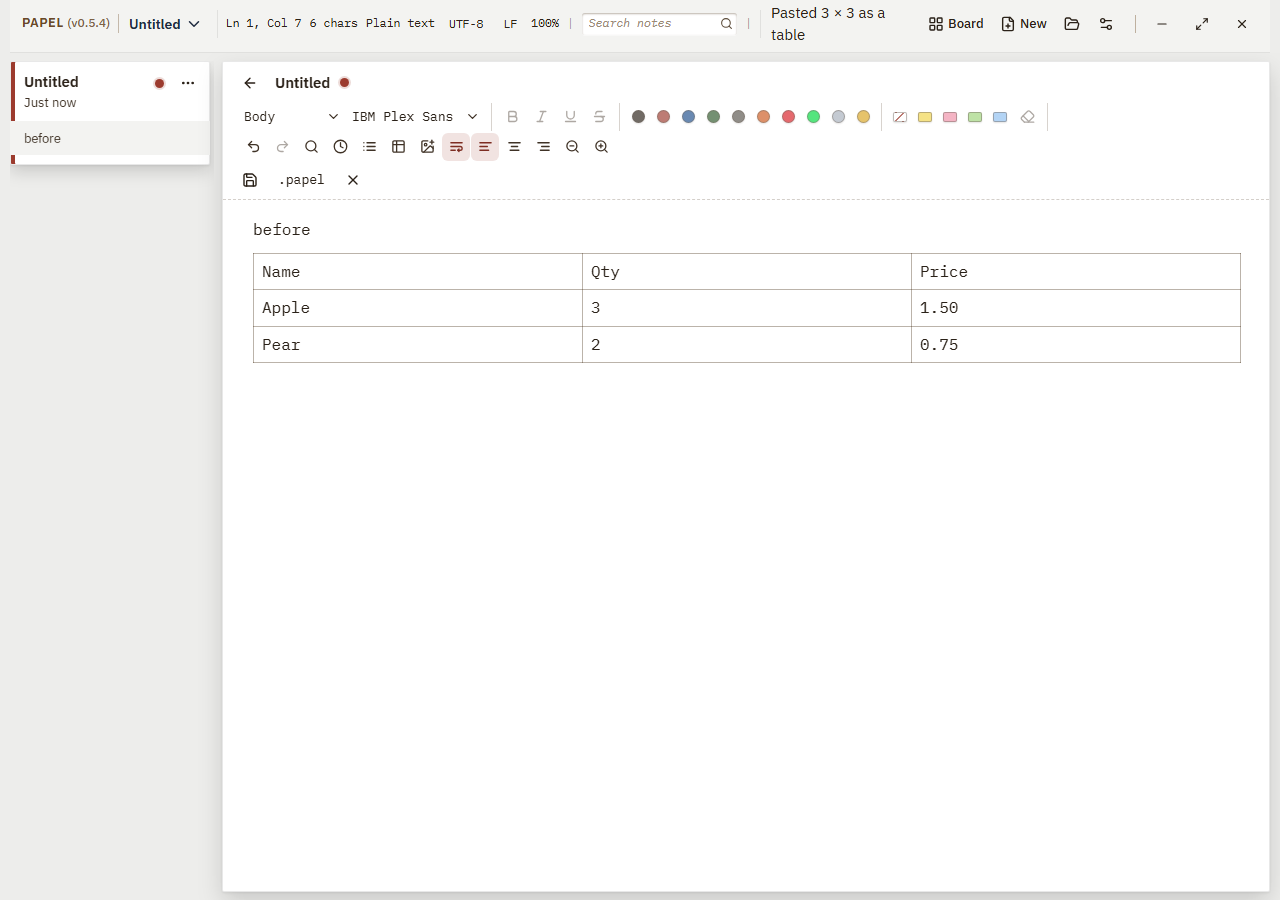 PAPEL (v0.5.4) Untitled Ln 1, Col 7 6 chars Plain text UTF-8 LF 100% Search notes Pasted 3 × 3 as a table Board New
Untitled
Just now
before
Untitled
Body IBM Plex Sans B I U S
.papel
before
Name Qty Price
Apple 3 1.50
Pear 2 0.75